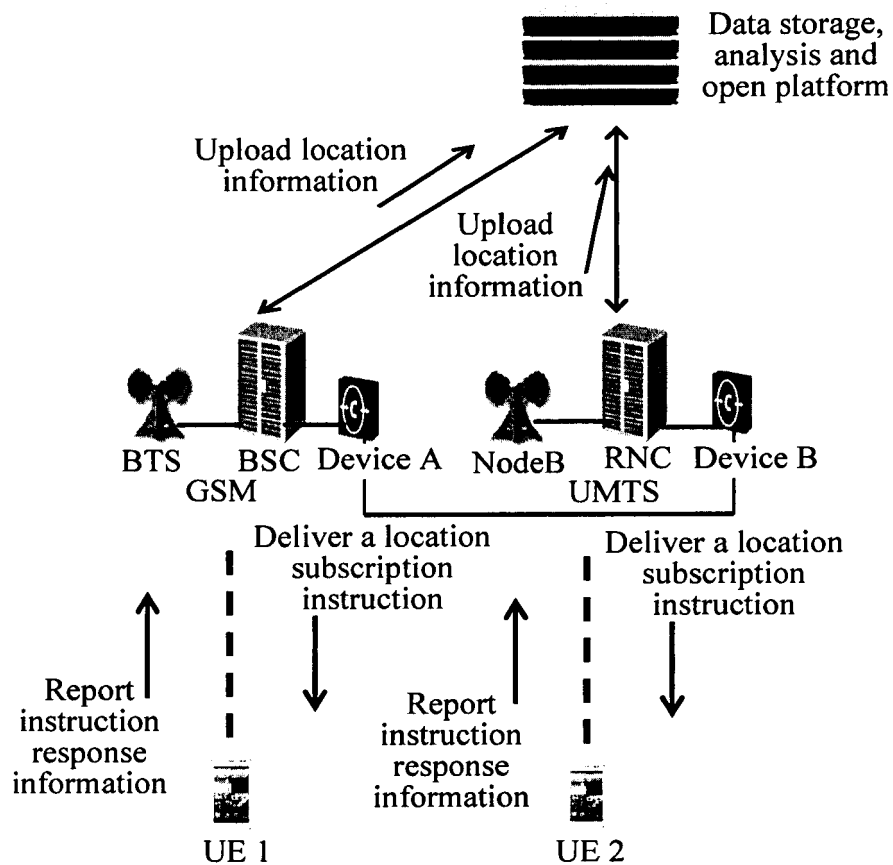 Data storage,
analysis and
open platform
Upload location
information
Upload
location
information
C
C
BTS
BSC
Device A
NodeB
RNC
Device B
GSM
UMTS
Deliver a location
subscription
instruction
Deliver a location
subscription
instruction
Report
instruction
response
information
Report
instruction
response
information
UE 1
UE 2